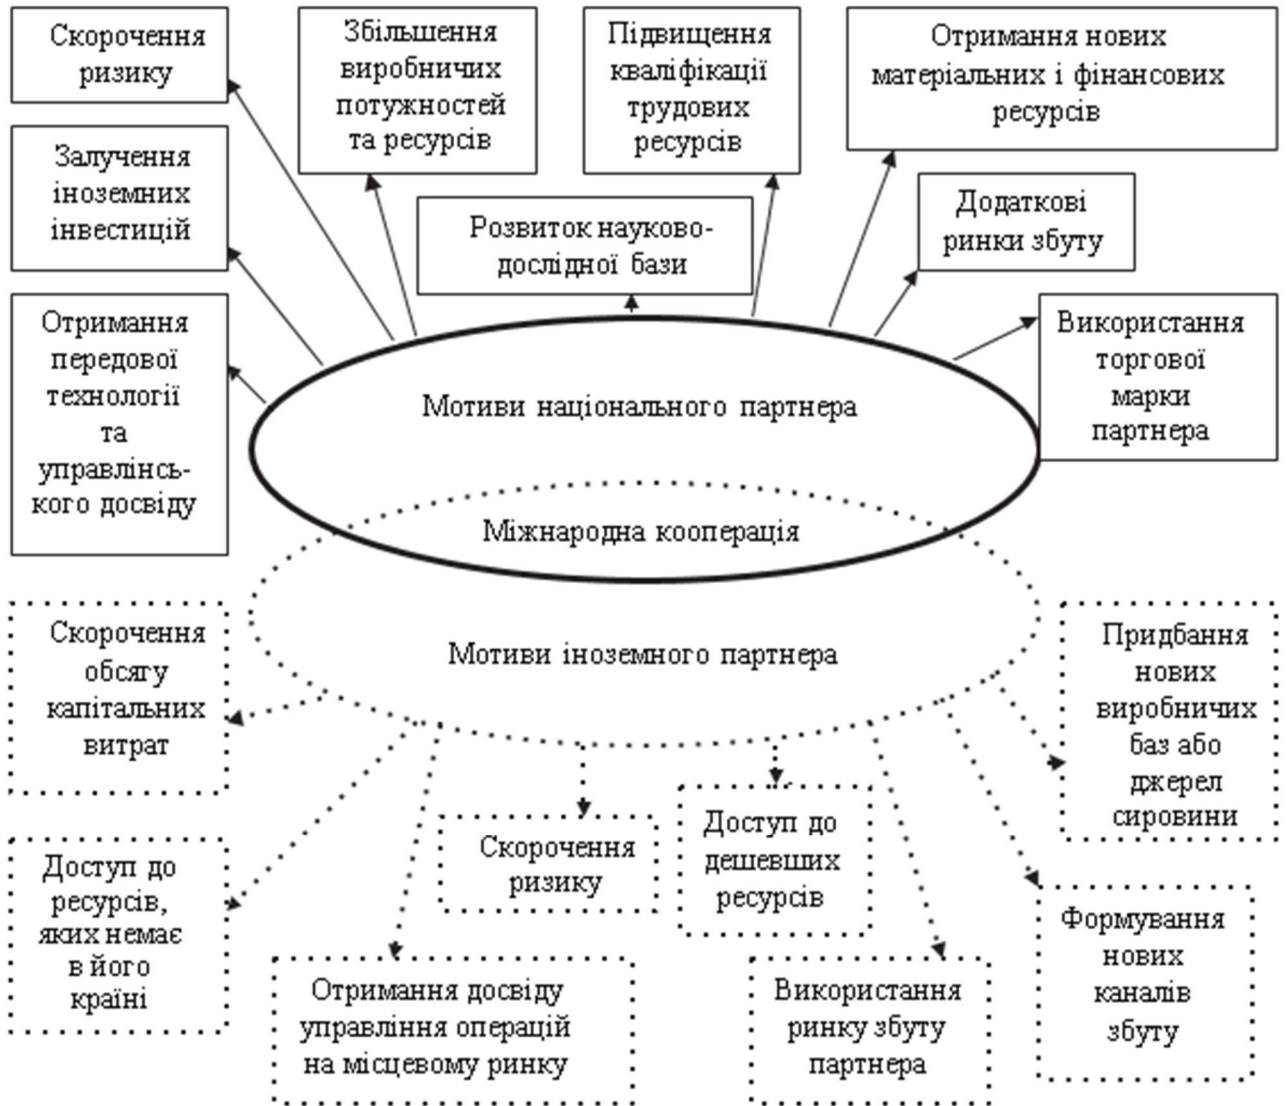 Скорочення
ризику
Збільшення
виробничих
потужностей
та ресурсів
Підвищення
кваліфікації
трудових
ресурсів
Отримання нових
матеріальних і фінансових
ресурсів
Залучення
іноземних
інвестицій
Розвиток науково-
дослідної бази
Додаткові
ринки збуту
Отримання
передової
технології
та
управлінсь-
кого досвіду
Використання
торгової
марки
партнера
Мотиви національного партнера
Міжнародна кооперація
Мотиви іноземного партнера
Скорочення
обсягу
капітальних
витрат
Придбання
нових
виробничих
баз або
джерел
сировини
Доступ до
ресурсів,
яких немає
в його
країні
Скорочення
ризику
Доступ до
дешевших
ресурсів
Отримання досвіду
управління операцій
на місцевому ринку
Використання
ринку збуту
партнера
Формування
нових
каналів
збуту